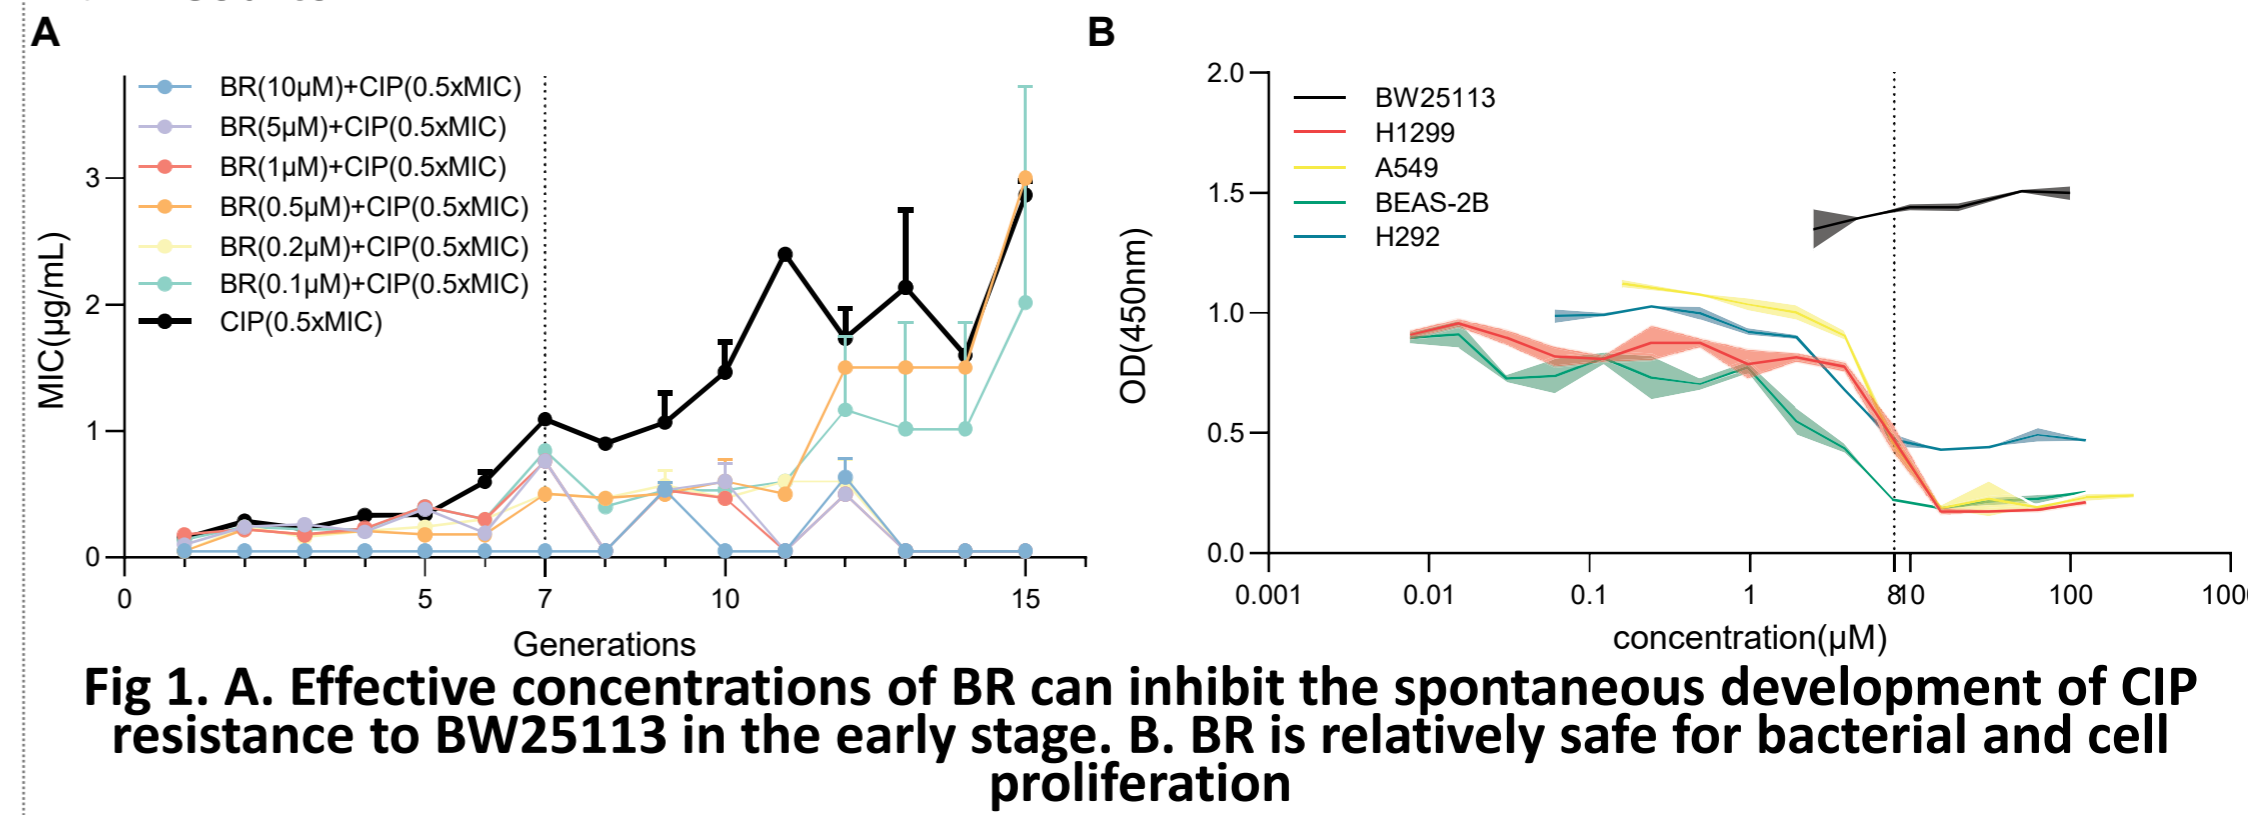 A
BR(10µM)+CIP(0.5xMIC)
BR(5µM)+CIP(0.5xMIC)
BR(1µM)+CIP(0.5xMIC)
BR(0.5µM)+CIP(0.5xMIC)
BR(0.2µM)+CIP(0.5xMIC)
BR(0.1µM)+CIP(0.5xMIC)
CIP(0.5xMIC)
MIC(µg/mL)
3
2
1
0
0 5 7 10 15
Generations
B
BW25113
H1299
A549
BEAS-2B
H292
OD(450nm)
2.0
1.5
1.0
0.5
0.0
0.001 0.01 0.1 1 8 10 100 100
concentration(µM)
Fig 1. A. Effective concentrations of BR can inhibit the spontaneous development of CIP
resistance to BW25113 in the early stage. B. BR is relatively safe for bacterial and cell
proliferation